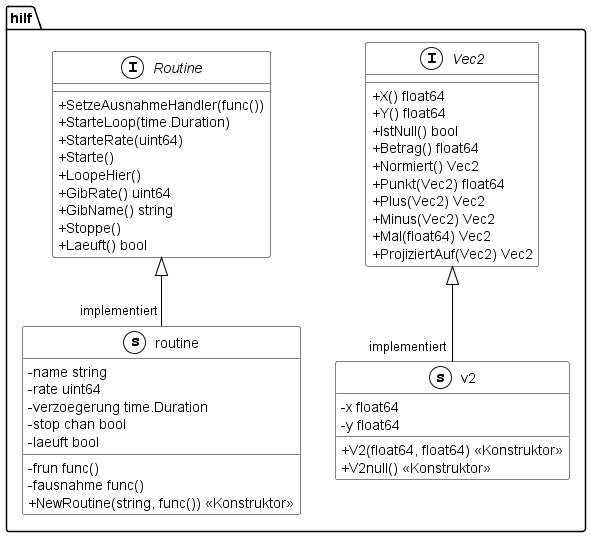 hilf
I Routine
+SetzeAusnahmeHandler(func())
+StarteLoop(time.Duration)
+StarteRate(uint64)
+Starte()
+LoopeHier()
+GibRate() uint64
+GibName() string
+Stoppe()
+Laeuft() bool
I Vec2
+X() float64
+Y() float64
+IstNull() bool
+Betrag() float64
+Normiert() Vec2
+Punkt(Vec2) float64
+Plus(Vec2) Vec2
+Minus(Vec2) Vec2
+Mal(float64) Vec2
+ProjiziertAuf(Vec2) Vec2
implementiert
S routine
-name string
-rate uint64
-verzoegerung time.Duration
-stop chan bool
-laeuft bool
-frun func()
-fausnahme func()
+NewRoutine(string, func()) «Konstruktor»
implementiert
S v2
-x float64
-y float64
+V2(float64, float64) «Konstruktor»
+V2null() «Konstruktor»